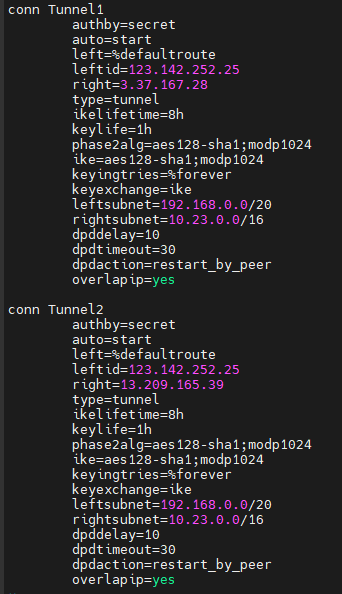 conn Tunnel1
authby=secret
auto=start
left=%defaultroute
leftid=123.142.252.25
right=3.37.167.28
type=tunnel
ikelifetime=8h
keylife=1h
phase2alg=aes128-sha1;modp1024
ike=aes128-sha1;modp1024
keyingtries=%forever
keyexchange=ike
leftsubnet=192.168.0.0/20
rightsubnet=10.23.0.0/16
dpddelay=10
dpdtimeout=30
dpdaction=restart_by_peer
overlapip=yes
conn Tunnel2
authby=secret
auto=start
left=%defaultroute
leftid=123.142.252.25
right=13.209.165.39
type=tunnel
ikelifetime=8h
keylife=1h
phase2alg=aes128-sha1;modp1024
ike=aes128-sha1;modp1024
keyingtries=%forever
keyexchange=ike
leftsubnet=192.168.0.0/20
rightsubnet=10.23.0.0/16
dpddelay=10
dpdtimeout=30
dpdaction=restart_by_peer
overlapip=yes